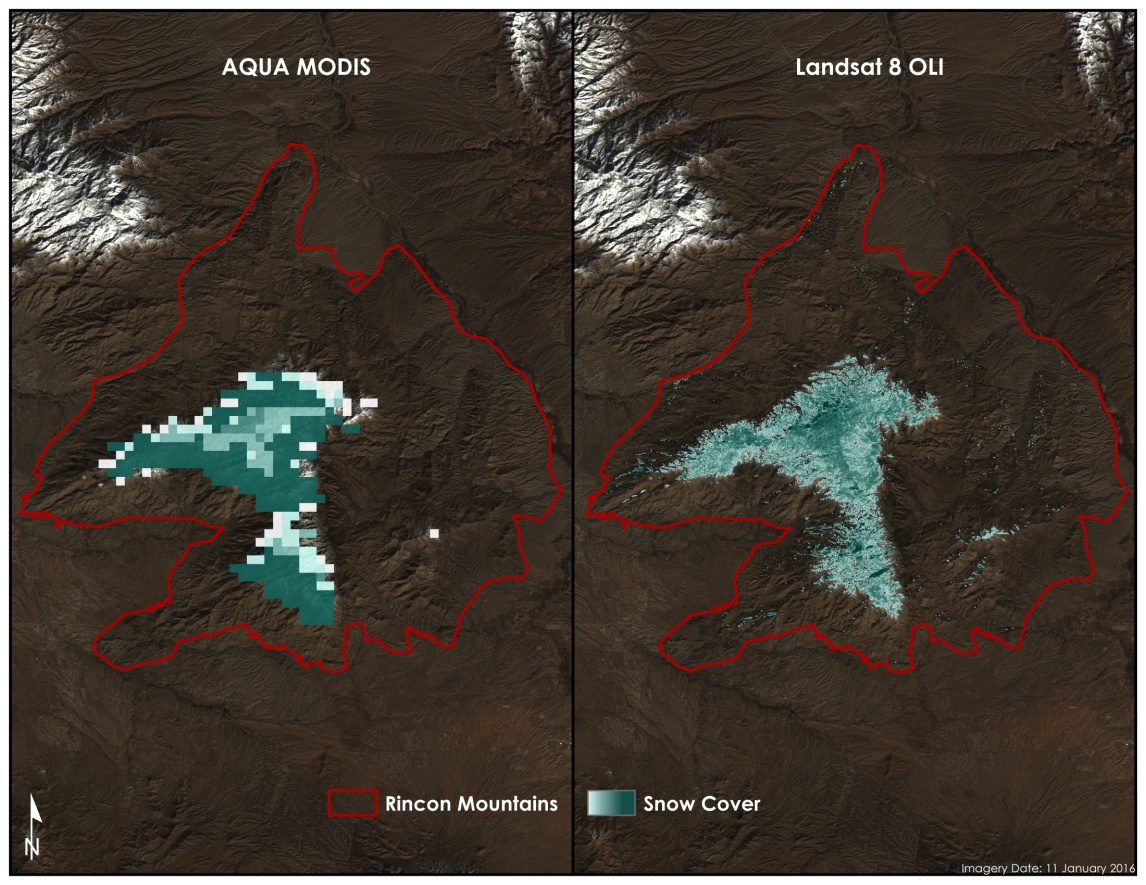 AQUA MODIS
Landsat 8 OLI
Rincon Mountains
Snow Cover
N
Imagery Date: 11 January 2016